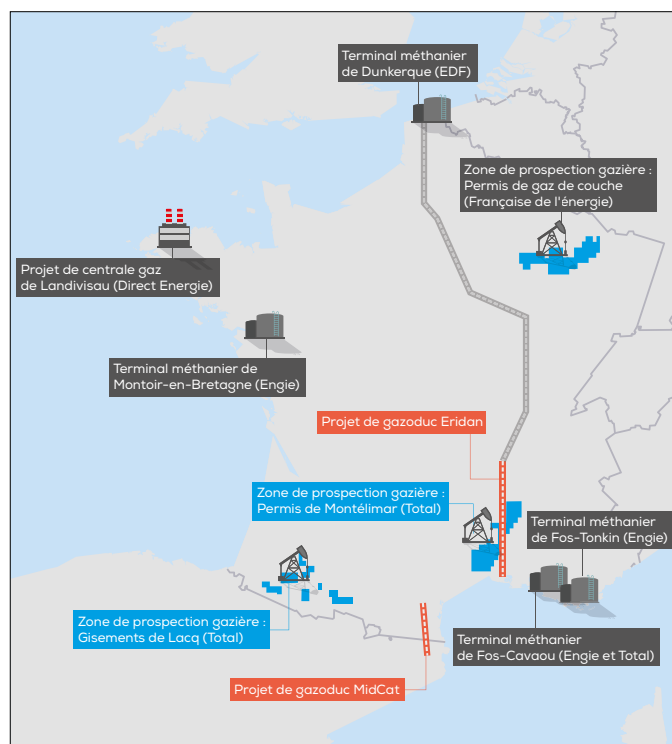 Terminal méthanier
de Dunkerque (EDF)
Zone de prospection gazière :
Permis de gaz de couche
(Française de l'énergie)
Projet de centrale gaz
de Landivisau (Direct Energie)
Terminal méthanier de
Montoir-en-Bretagne (Engie)
Projet de gazoduc Eridan
Zone de prospection gazière :
Permis de Montélimar (Total)
Terminal méthanier
de Fos-Tonkin (Engie)
Zone de prospection gazière :
Gisements de Lacq (Total)
Terminal méthanier
de Fos-Cavaou (Engie et Total)
Projet de gazoduc MidCat